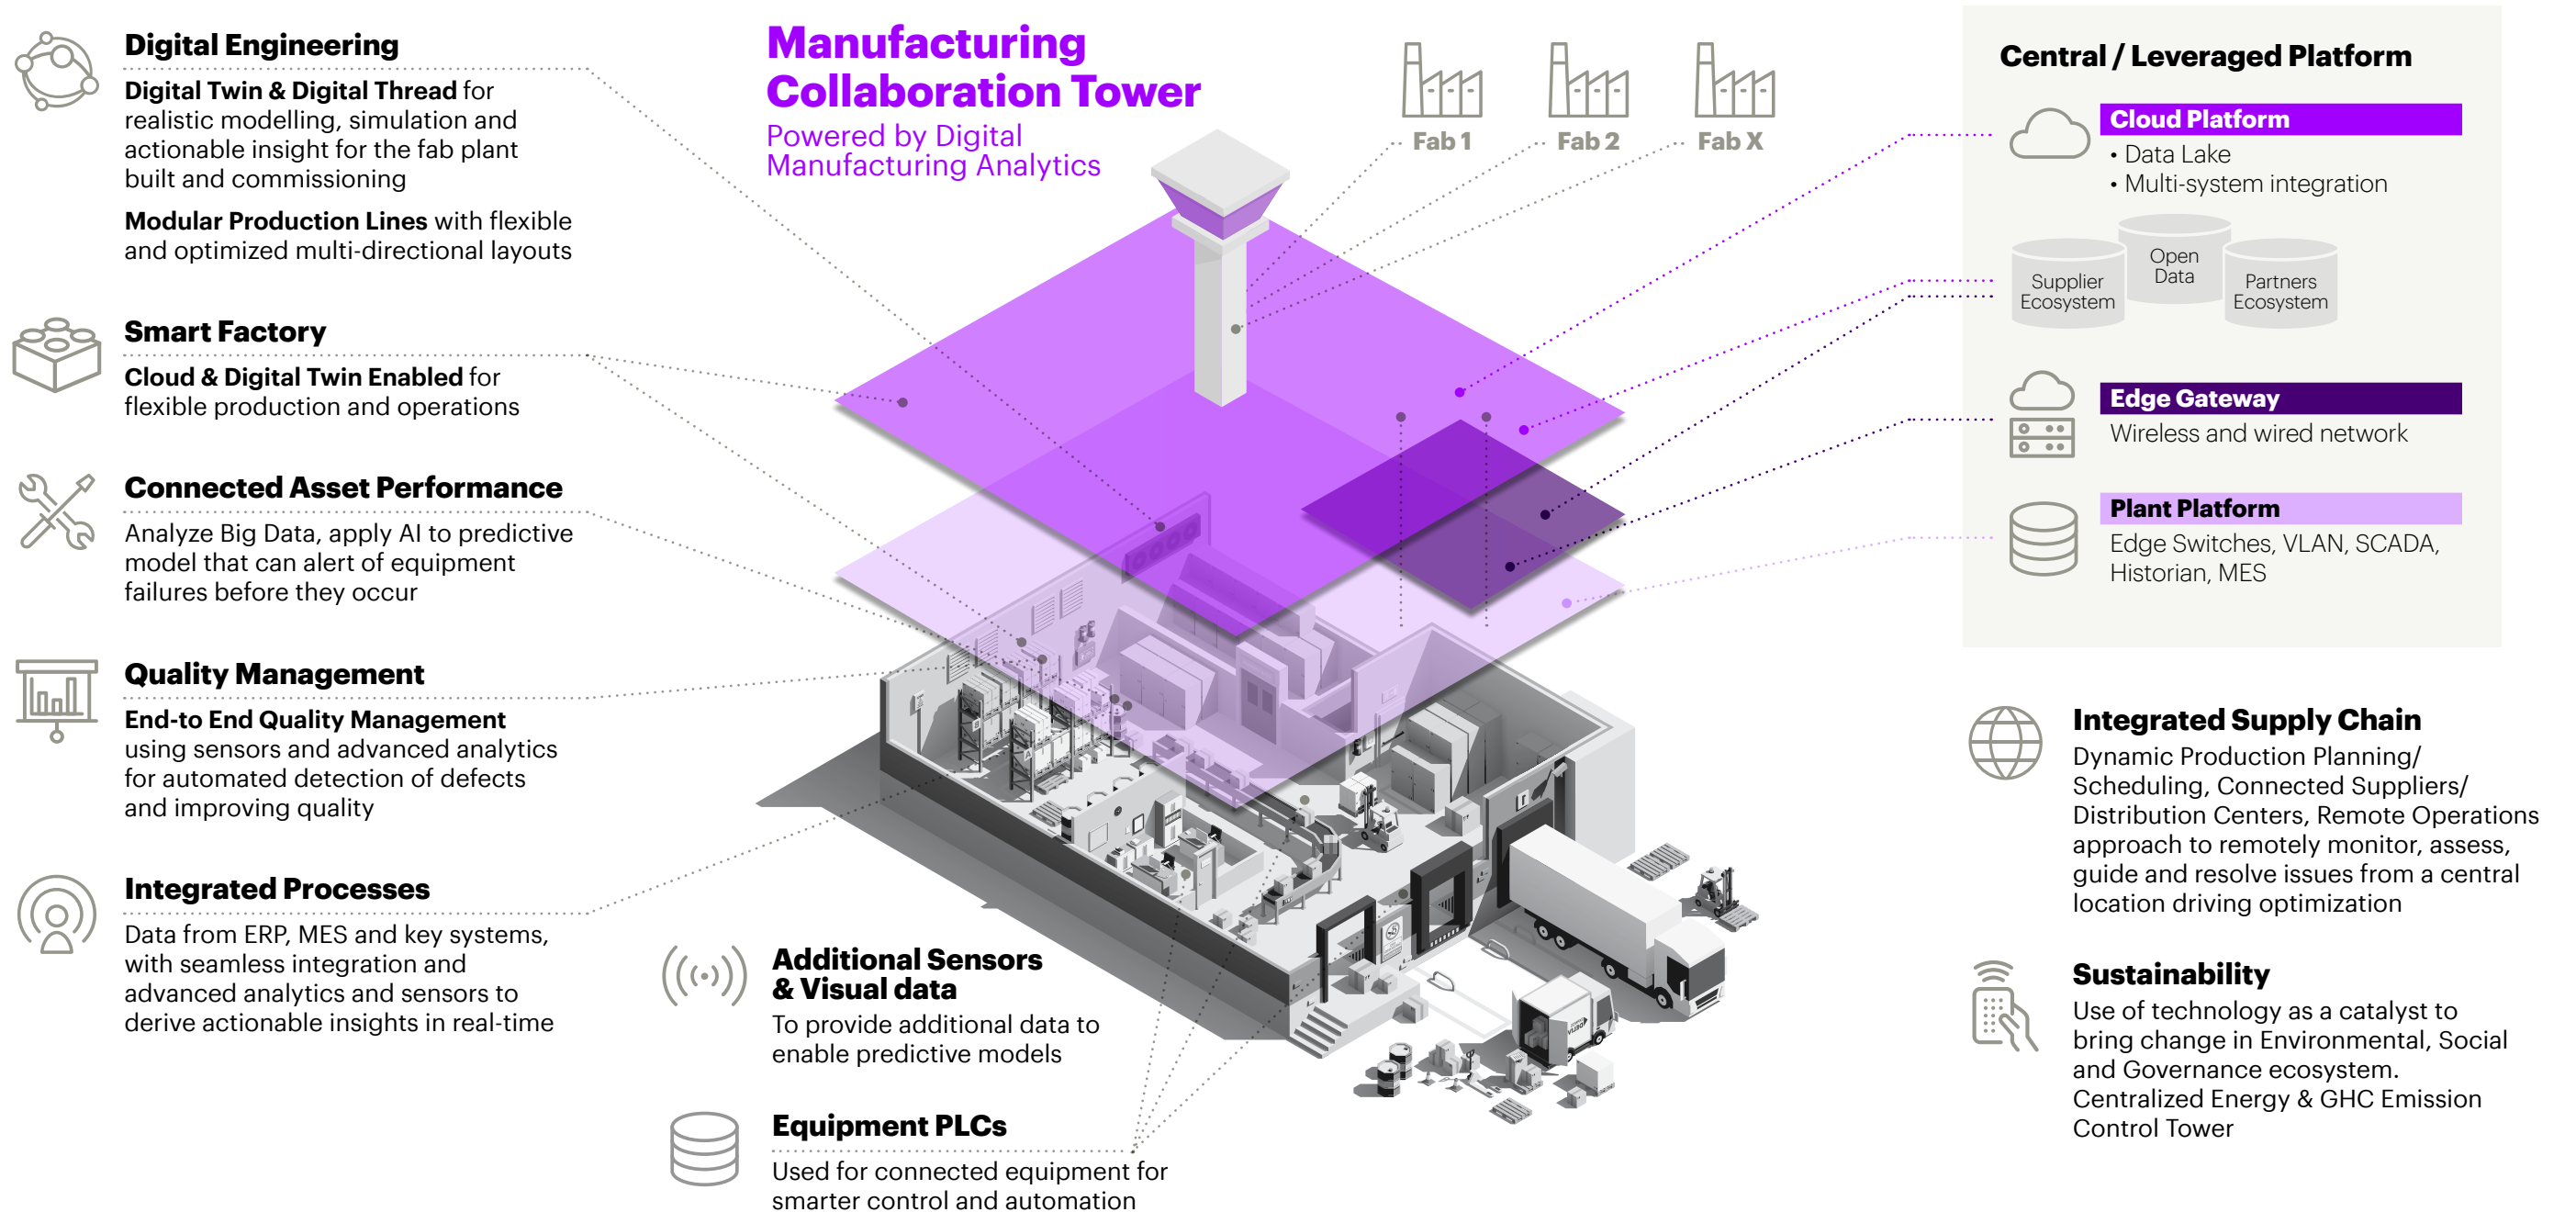 Digital Engineering
Digital Twin & Digital Thread for
realistic modelling, simulation and
actionable insight for the fab plant
built and commissioning
Modular Production Lines with flexible
and optimized multi-directional layouts
Smart Factory
Cloud & Digital Twin Enabled for
flexible production and operations
Connected Asset Performance
Analyze Big Data, apply AI to predictive
model that can alert of equipment
failures before they occur
Quality Management
End-to End Quality Management
using sensors and advanced analytics
for automated detection of defects
and improving quality
Integrated Processes
Data from ERP, MES and key systems,
with seamless integration and
advanced analytics and sensors to
derive actionable insights in real-time
Manufacturing
Collaboration Tower
Powered by Digital
Manufacturing Analytics
Fab 1
Fab 2
Fab X
Additional Sensors
& Visual data
To provide additional data to
enable predictive models
Equipment PLCs
Used for connected equipment for
smarter control and automation
Central / Leveraged Platform
Cloud Platform
• Data Lake
• Multi-system integration
Supplier
Ecosystem
Open
Data
Partners
Ecosystem
Edge Gateway
Wireless and wired network
Plant Platform
Edge Switches, VLAN, SCADA,
Historian, MES
Integrated Supply Chain
Dynamic Production Planning/
Scheduling, Connected Suppliers/
Distribution Centers, Remote Operations
approach to remotely monitor, assess,
guide and resolve issues from a central
location driving optimization
Sustainability
Use of technology as a catalyst to
bring change in Environmental, Social
and Governance ecosystem.
Centralized Energy & GHC Emission
Control Tower